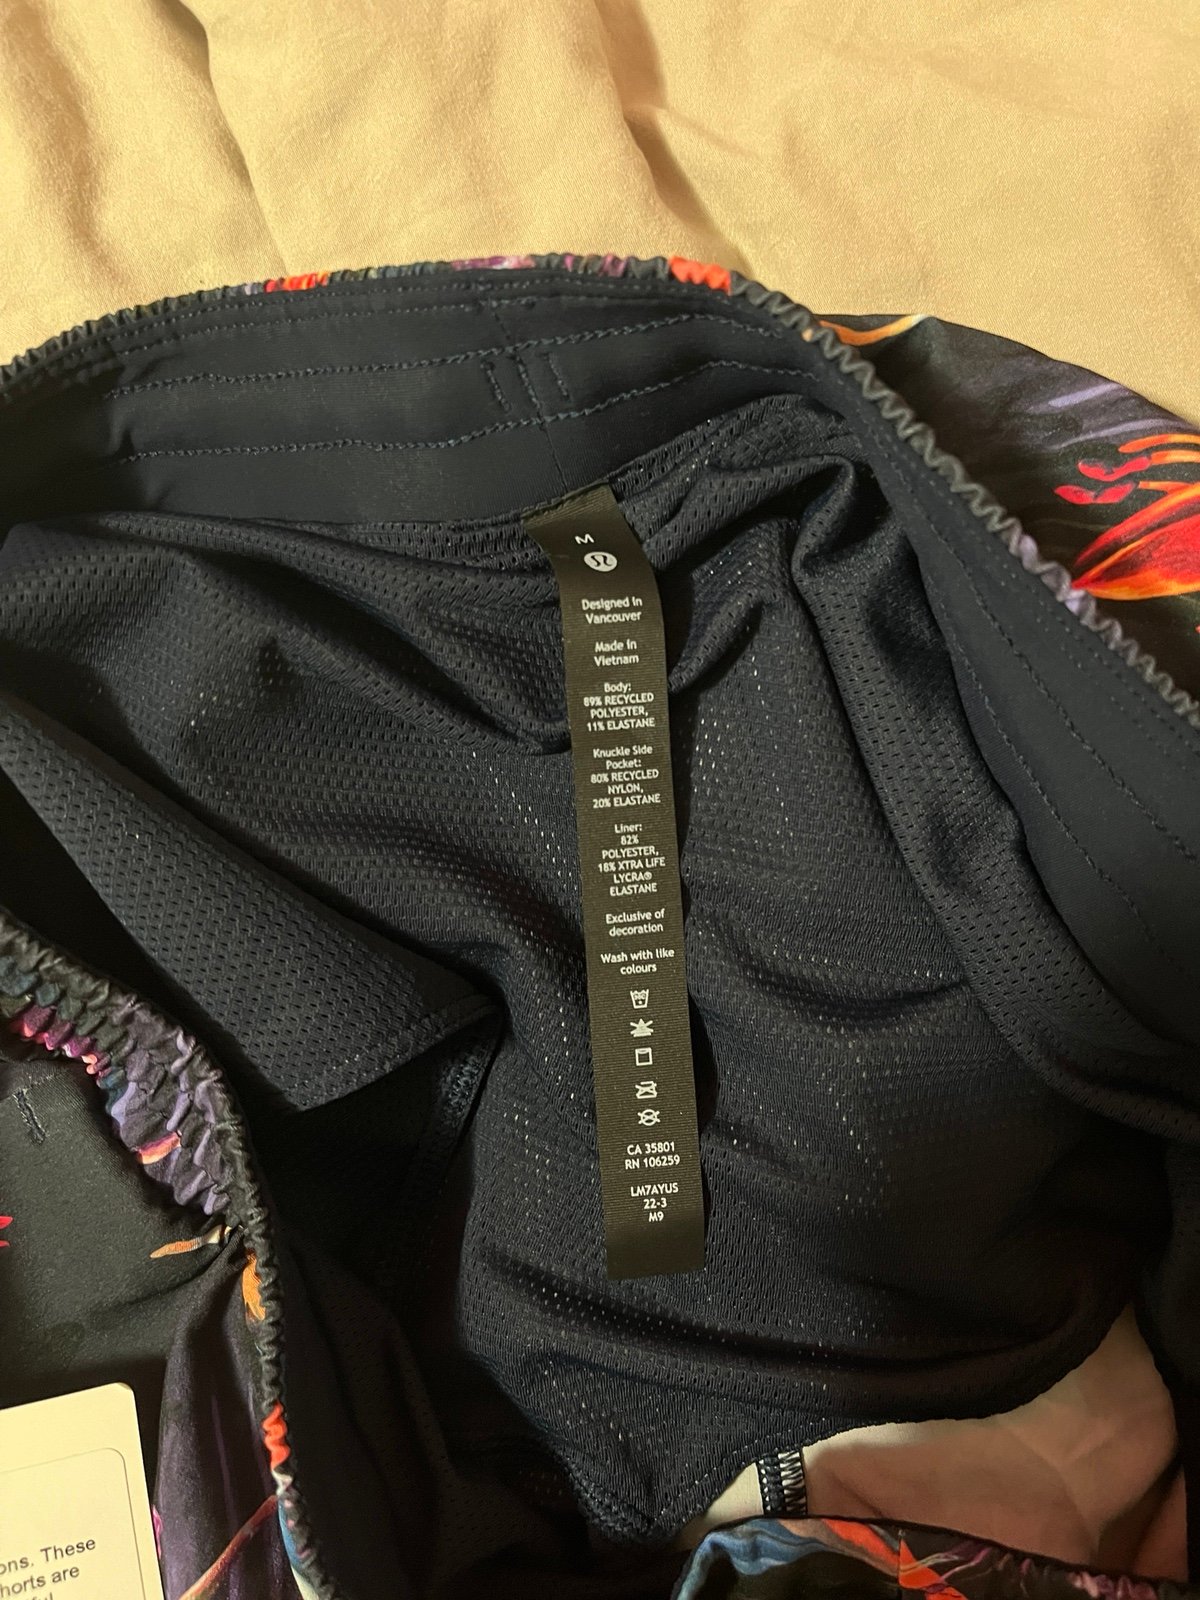 M
Designed in
Vancouver
Made in
Vietnam
Body:
89% RECYCLED
POLYESTER,
11% ELASTANE
Knuckle Side
Pocket:
80% RECYCLED
NYLON,
20% ELASTANE
Liner:
82%
POLYESTER,
18% XTRA LIFE
LYCRA®
ELASTANE
Exclusive of
decoration
Wash with like
colours
CA 35801
RN 106259
LM7AYUS
22-3
M9
ons. These
horts are